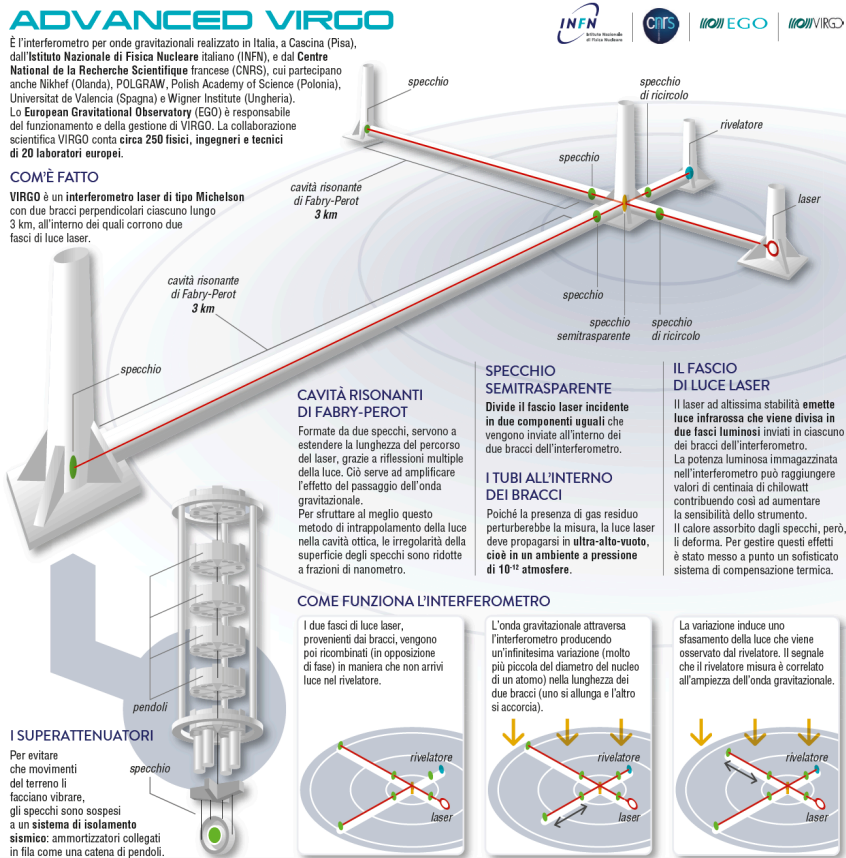 ADVANCED VIRGO
INFN
Istituto Nazionale
di Fisica Nucleare
cnrs
EGO
VIRGO
È l'interferometro per onde gravitazionali realizzato in Italia, a Cascina (Pisa),
dall'Istituto Nazionale di Fisica Nucleare italiano (INFN), e dal Centre
National de la Recherche Scientifique francese (CNRS), cui partecipano
anche Nikhef (Olanda), POLGRAW, Polish Academy of Science (Polonia),
Universitat de Valencia (Spagna) e Wigner Institute (Ungheria).
Lo European Gravitational Observatory (EGO) è responsabile
del funzionamento e della gestione di VIRGO. La collaborazione
scientifica VIRGO conta circa 250 fisici, ingegneri e tecnici
di 20 laboratori europei.
COM'È FATTO
VIRGO è un interferometro laser di tipo Michelson
con due bracci perpendicolari ciascuno lungo
3 km, all'interno dei quali corrono due
fasci di luce laser.
specchio
specchio
di ricircolo
rivelatore
specchio
cavità risonante
di Fabry-Perot
3 km
laser
cavità risonante
di Fabry-Perot
3 km
specchio
specchio
semitrasparente
specchio
di ricircolo
specchio
CAVITÀ RISONANTI
DI FABRY-PEROT
Formate da due specchi, servono a
estendere la lunghezza del percorso
del laser, grazie a riflessioni multiple
della luce. Ciò serve ad amplificare
l'effetto del passaggio dell'onda
gravitazionale.
Per sfruttare al meglio questo
metodo di intrappolamento della luce
nella cavità ottica, le irregolarità della
superficie degli specchi sono ridotte
a frazioni di nanometro.
SPECCHIO
SEMITRASPARENTE
Divide il fascio laser incidente
in due componenti uguali che
vengono inviate all'interno dei
due bracci dell'interferometro.
I TUBI ALL'INTERNO
DEI BRACCI
Poiché la presenza di gas residuo
perturberebbe la misura, la luce laser
deve propagarsi in ultra-alto-vuoto,
cioè in un ambiente a pressione
di 10⁻¹² atmosfere.
IL FASCIO
DI LUCE LASER
Il laser ad altissima stabilità emette
luce infrarossa che viene divisa in
due fasci luminosi inviati in ciascuno
dei bracci dell'interferometro.
La potenza luminosa immagazzinata
nell'interferometro può raggiungere
valori di centinaia di chilowatt
contribuendo così ad aumentare
la sensibilità dello strumento.
Il calore assorbito dagli specchi, però,
li deforma. Per gestire questi effetti
è stato messo a punto un sofisticato
sistema di compensazione termica.
pendoli
I SUPERATTENUATORI
Per evitare
che movimenti
del terreno li
facciano vibrare,
gli specchi sono sospesi
a un sistema di isolamento
sismico: ammortizzatori collegati
in fila come una catena di pendoli.
specchio
COME FUNZIONA L'INTERFEROMETRO
I due fasci di luce laser,
provenienti dai bracci, vengono
poi ricombinati (in opposizione
di fase) in maniera che non arrivi
luce nel rivelatore.
rivelatore
laser
L'onda gravitazionale attraversa
l'interferometro producendo
un'infinitesima variazione (molto
più piccola del diametro del nucleo
di un atomo) nella lunghezza dei
due bracci (uno si allunga e l'altro
si accorcia).
rivelatore
laser
La variazione induce uno
sfasamento della luce che viene
osservato dal rivelatore. Il segnale
che il rivelatore misura è correlato
all'ampiezza dell'onda gravitazionale.
rivelatore
laser